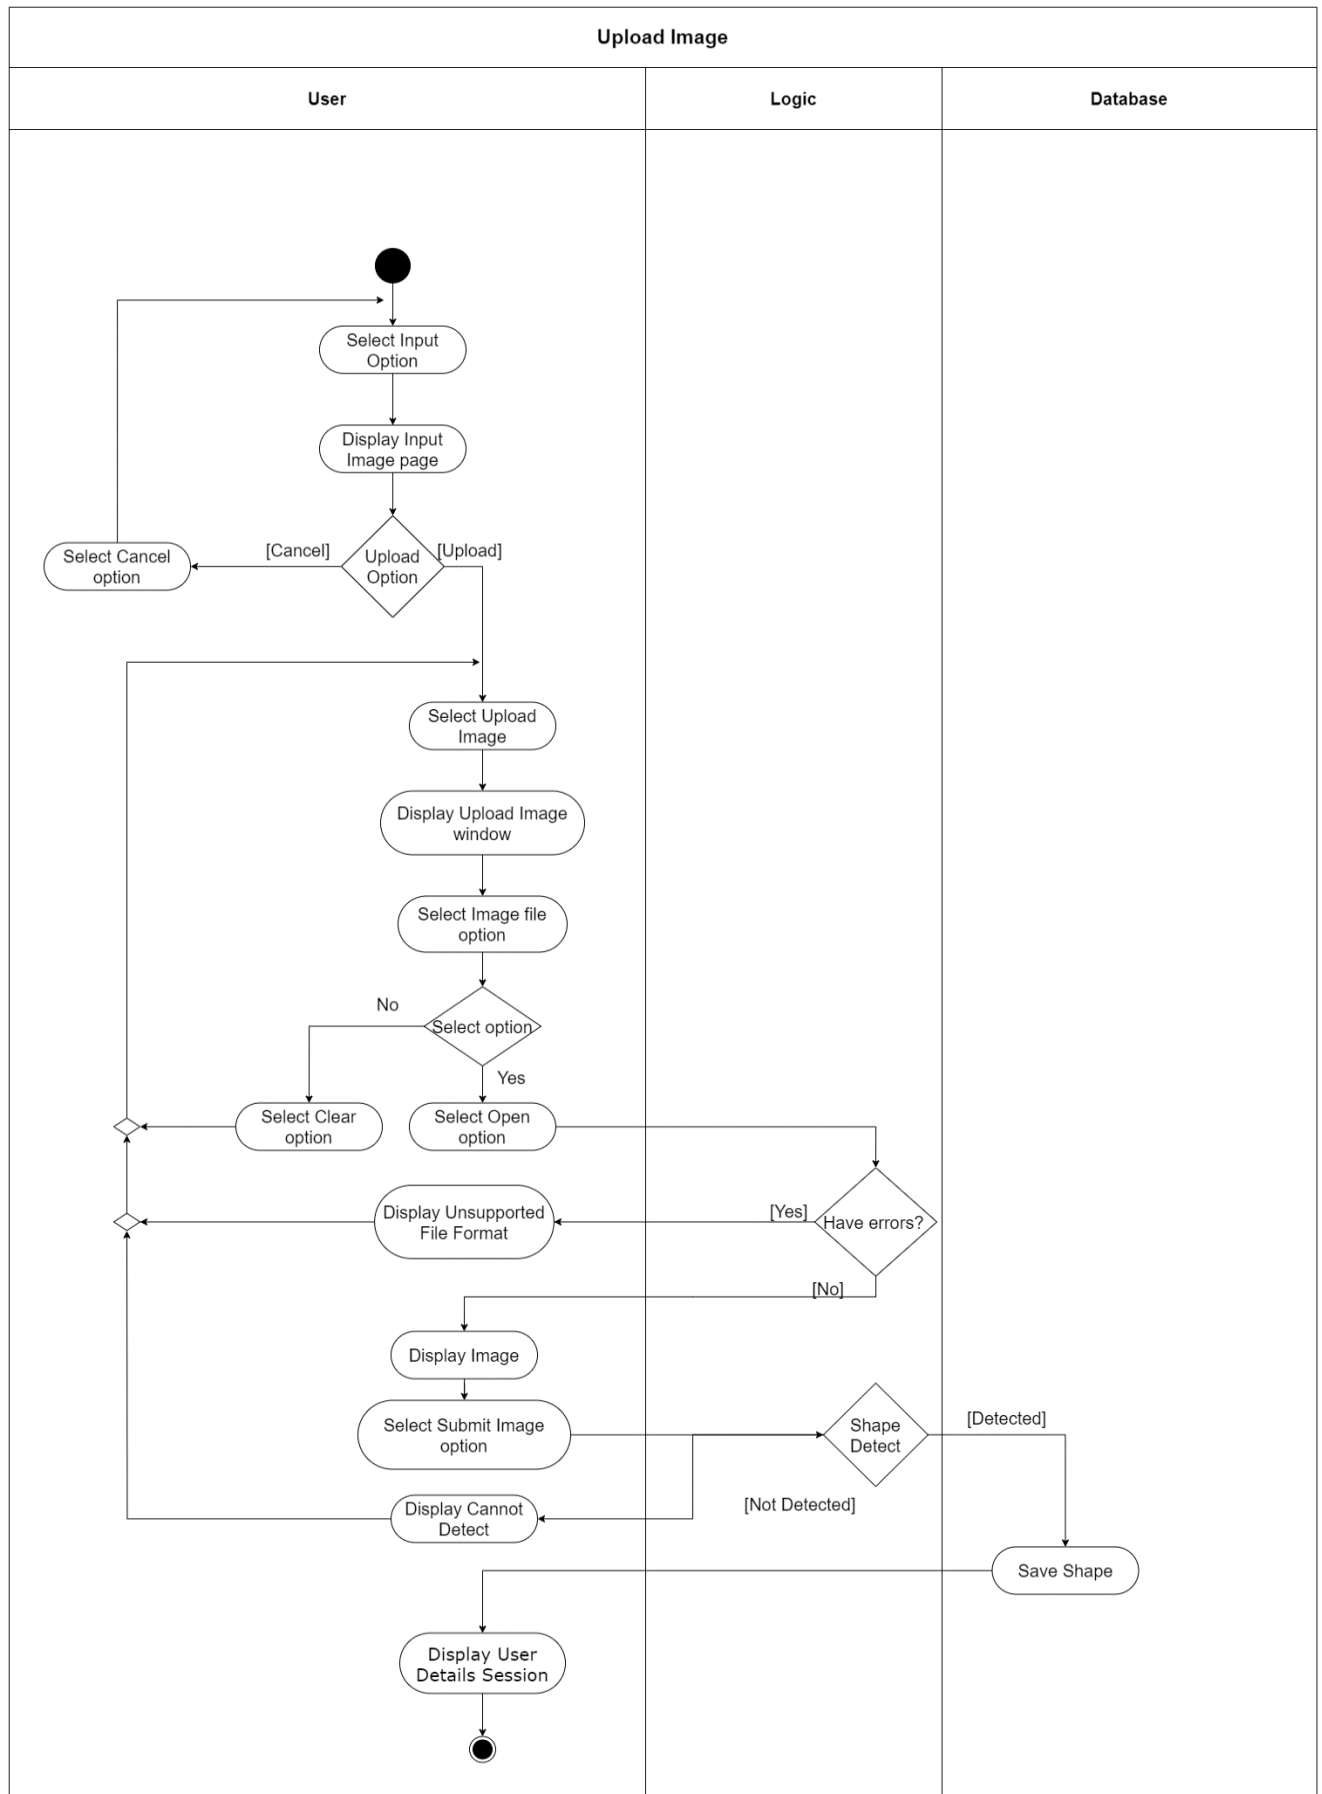 Upload Image
User
Logic
Database
Select Input
Option
Display Input
Image page
[Cancel]
[Upload]
Select Cancel
option
Upload
Option
Select Upload
Image
Display Upload Image
window
Select Image file
option
No
Select option
Yes
Select Clear
option
Select Open
option
Display Unsupported
File Format
[Yes]
Have errors?
[No]
Display Image
Select Submit Image
option
Shape
Detect
[Detected]
Display Cannot
Detect
[Not Detected]
Save Shape
Display User
Details Session